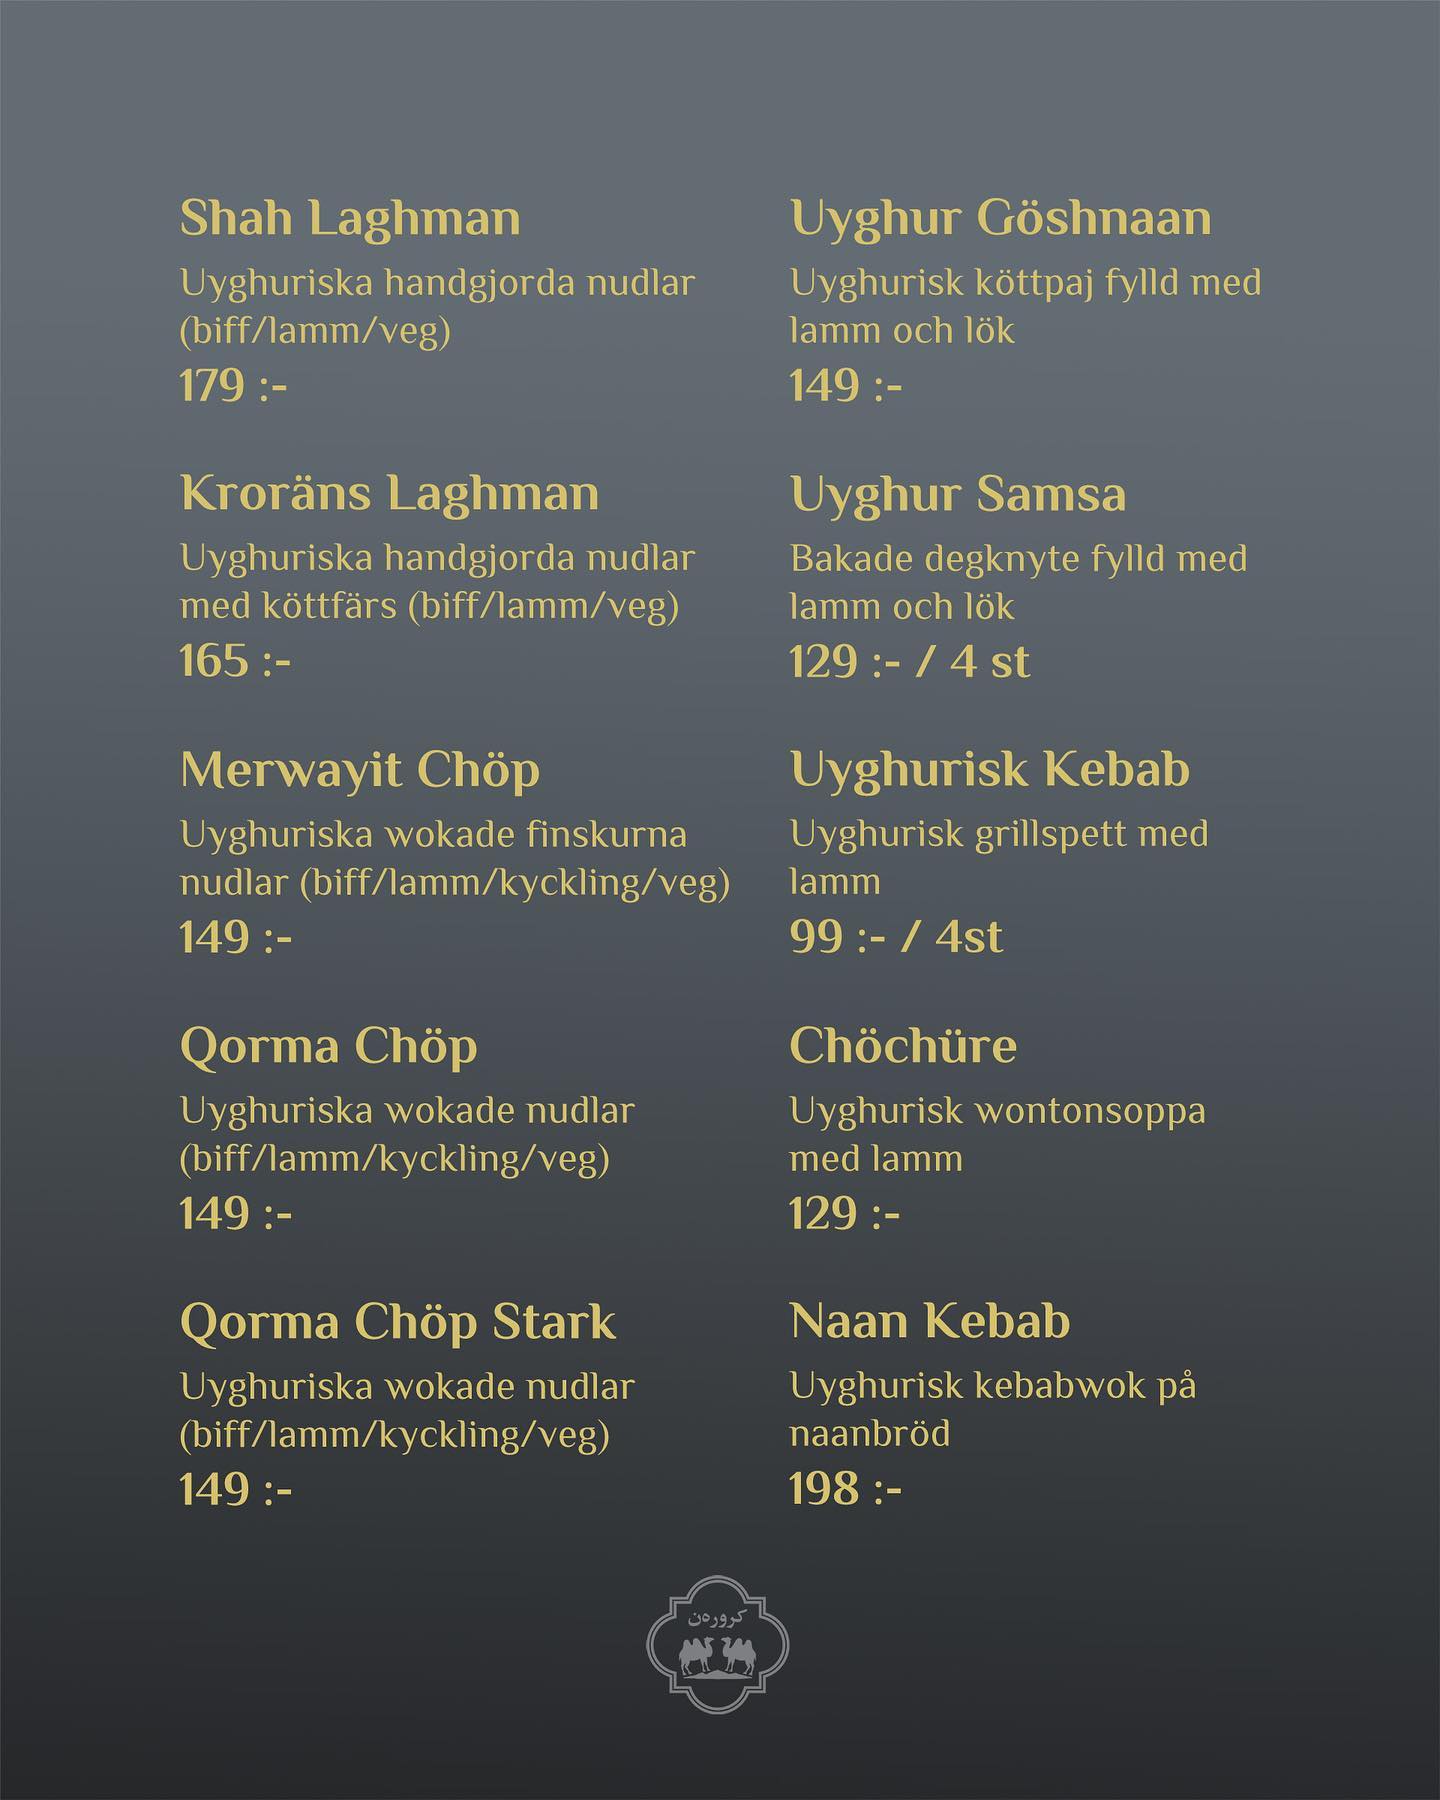 Shah Laghman
Uyghuriska handgjorda nudlar
(biff/lamm/veg)
179 :-
Kroräns Laghman
Uyghuriska handgjorda nudlar
med köttfärs (biff/lamm/veg)
165 :-
Merwayit Chöp
Uyghuriska wokade finskurna
nudlar (biff/lamm/kyckling/veg)
149 :-
Qorma Chöp
Uyghuriska wokade nudlar
(biff/lamm/kyckling/veg)
149 :-
Qorma Chöp Stark
Uyghuriska wokade nudlar
(biff/lamm/kyckling/veg)
149 :-
Uyghur Göshnaan
Uyghurisk köttpaj fylld med
lamm och lök
149 :-
Uyghur Samsa
Bakade degknyte fylld med
lamm och lök
129 :- / 4 st
Uyghurisk Kebab
Uyghurisk grillspett med
lamm
99 :- / 4st
Chöchüre
Uyghurisk wontonsoppa
med lamm
129 :-
Naan Kebab
Uyghurisk kebabwok på
naanbröd
198 :-
كرورەن